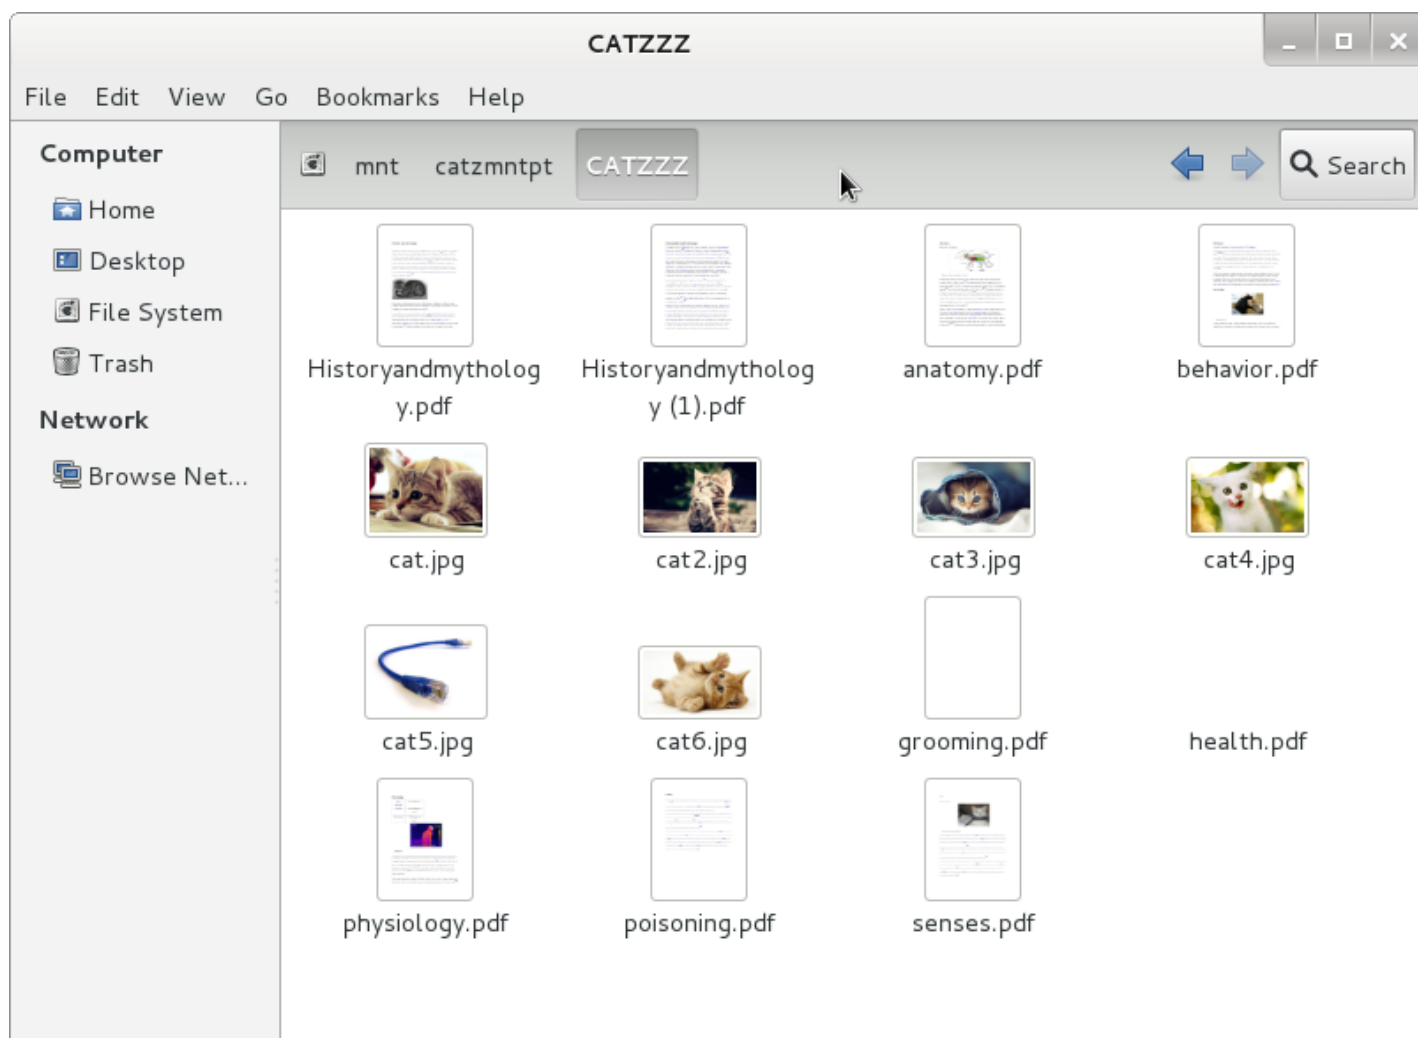 CATZZZ
File Edit View Go Bookmarks Help
Computer
Home
Desktop
File System
Trash
Network
Browse Net...
mnt catzmntpt CATZZZ Search
Historyandmytholog
y.pdf
Historyandmytholog
y (1).pdf
anatomy.pdf
behavior.pdf
cat.jpg
cat2.jpg
cat3.jpg
cat4.jpg
cat5.jpg
cat6.jpg
grooming.pdf
health.pdf
physiology.pdf
poisoning.pdf
senses.pdf